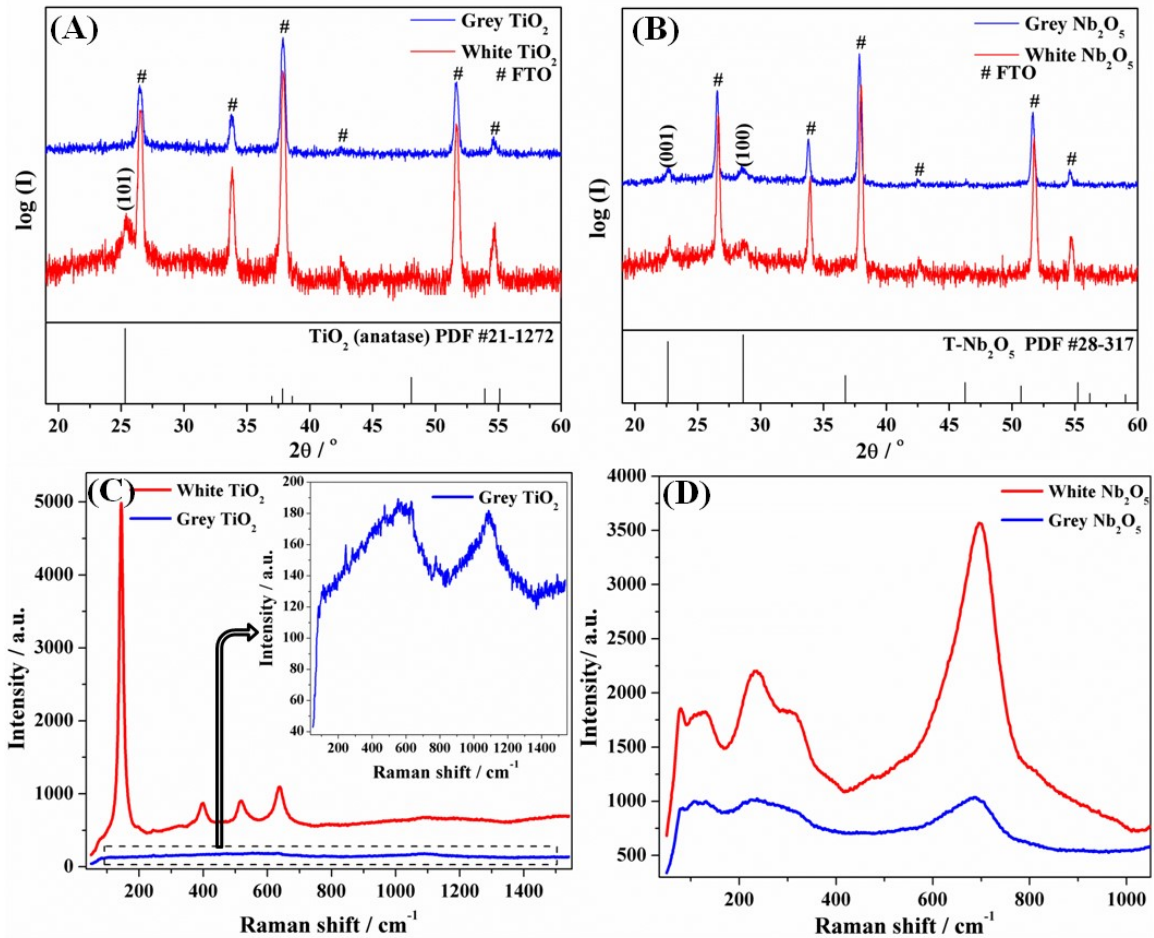 (A)
Grey TiO₂
White TiO₂
# FTO
#
#
#
#
#
#
(101)
log (I)
TiO₂ (anatase) PDF #21-1272
20 25 30 35 40 45 50 55 60
2θ / °
(B)
Grey Nb₂O₅
White Nb₂O₅
# FTO
#
#
#
#
#
#
(001)
(100)
log (I)
T-Nb₂O₅ PDF #28-317
20 25 30 35 40 45 50 55 60
2θ / °
(C)
White TiO₂
Grey TiO₂
5000
4000
3000
2000
1000
0
Intensity / a.u.
200 400 600 800 1000 1200 1400
Raman shift / cm⁻¹
Grey TiO₂
200
180
160
140
120
100
80
60
40
Intensity / a.u.
200 400 600 800 1000 1200 1400
Raman shift / cm⁻¹
(D)
White Nb₂O₅
Grey Nb₂O₅
4000
3500
3000
2500
2000
1500
1000
500
Intensity/ a.u.
200 400 600 800 1000
Raman shift / cm⁻¹